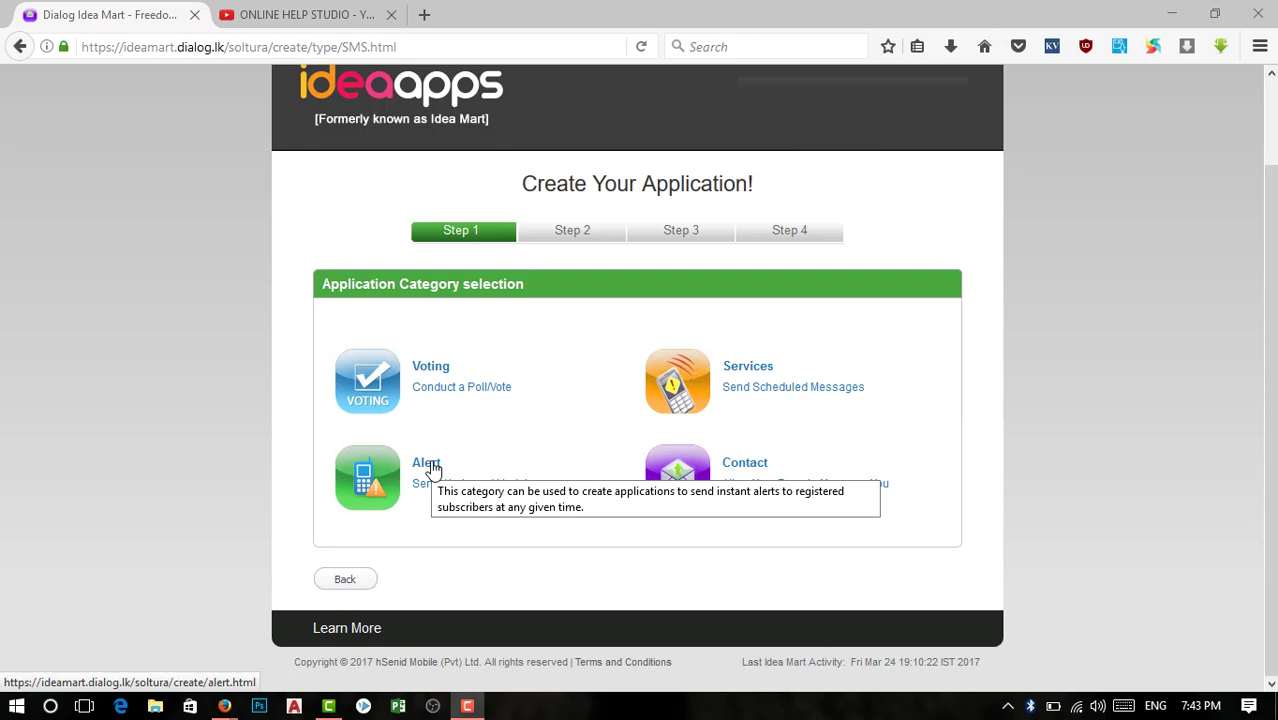 Dialog Idea Mart - Freedo...
ONLINE HELP STUDIO - Y...
https://ideamart.dialog.lk/soltura/create/type/SMS.html
Search
KV
ideaapps
[Formerly known as Idea Mart]
Create Your Application!
Step 1 Step 2 Step 3 Step 4
Application Category selection
Voting
Conduct a Poll/Vote
VOTING
Services
Send Scheduled Messages
Alert
Contact
This category can be used to create applications to send instant alerts to registered
subscribers at any given time.
Back
Learn More
Copyright © 2017 hSenid Mobile (Pvt) Ltd. All rights reserved | Terms and Conditions
Last Idea Mart Activity: Fri Mar 24 19:10:22 IST 2017
https://ideamart.dialog.lk/soltura/create/alert.html
ENG
7:43 PM